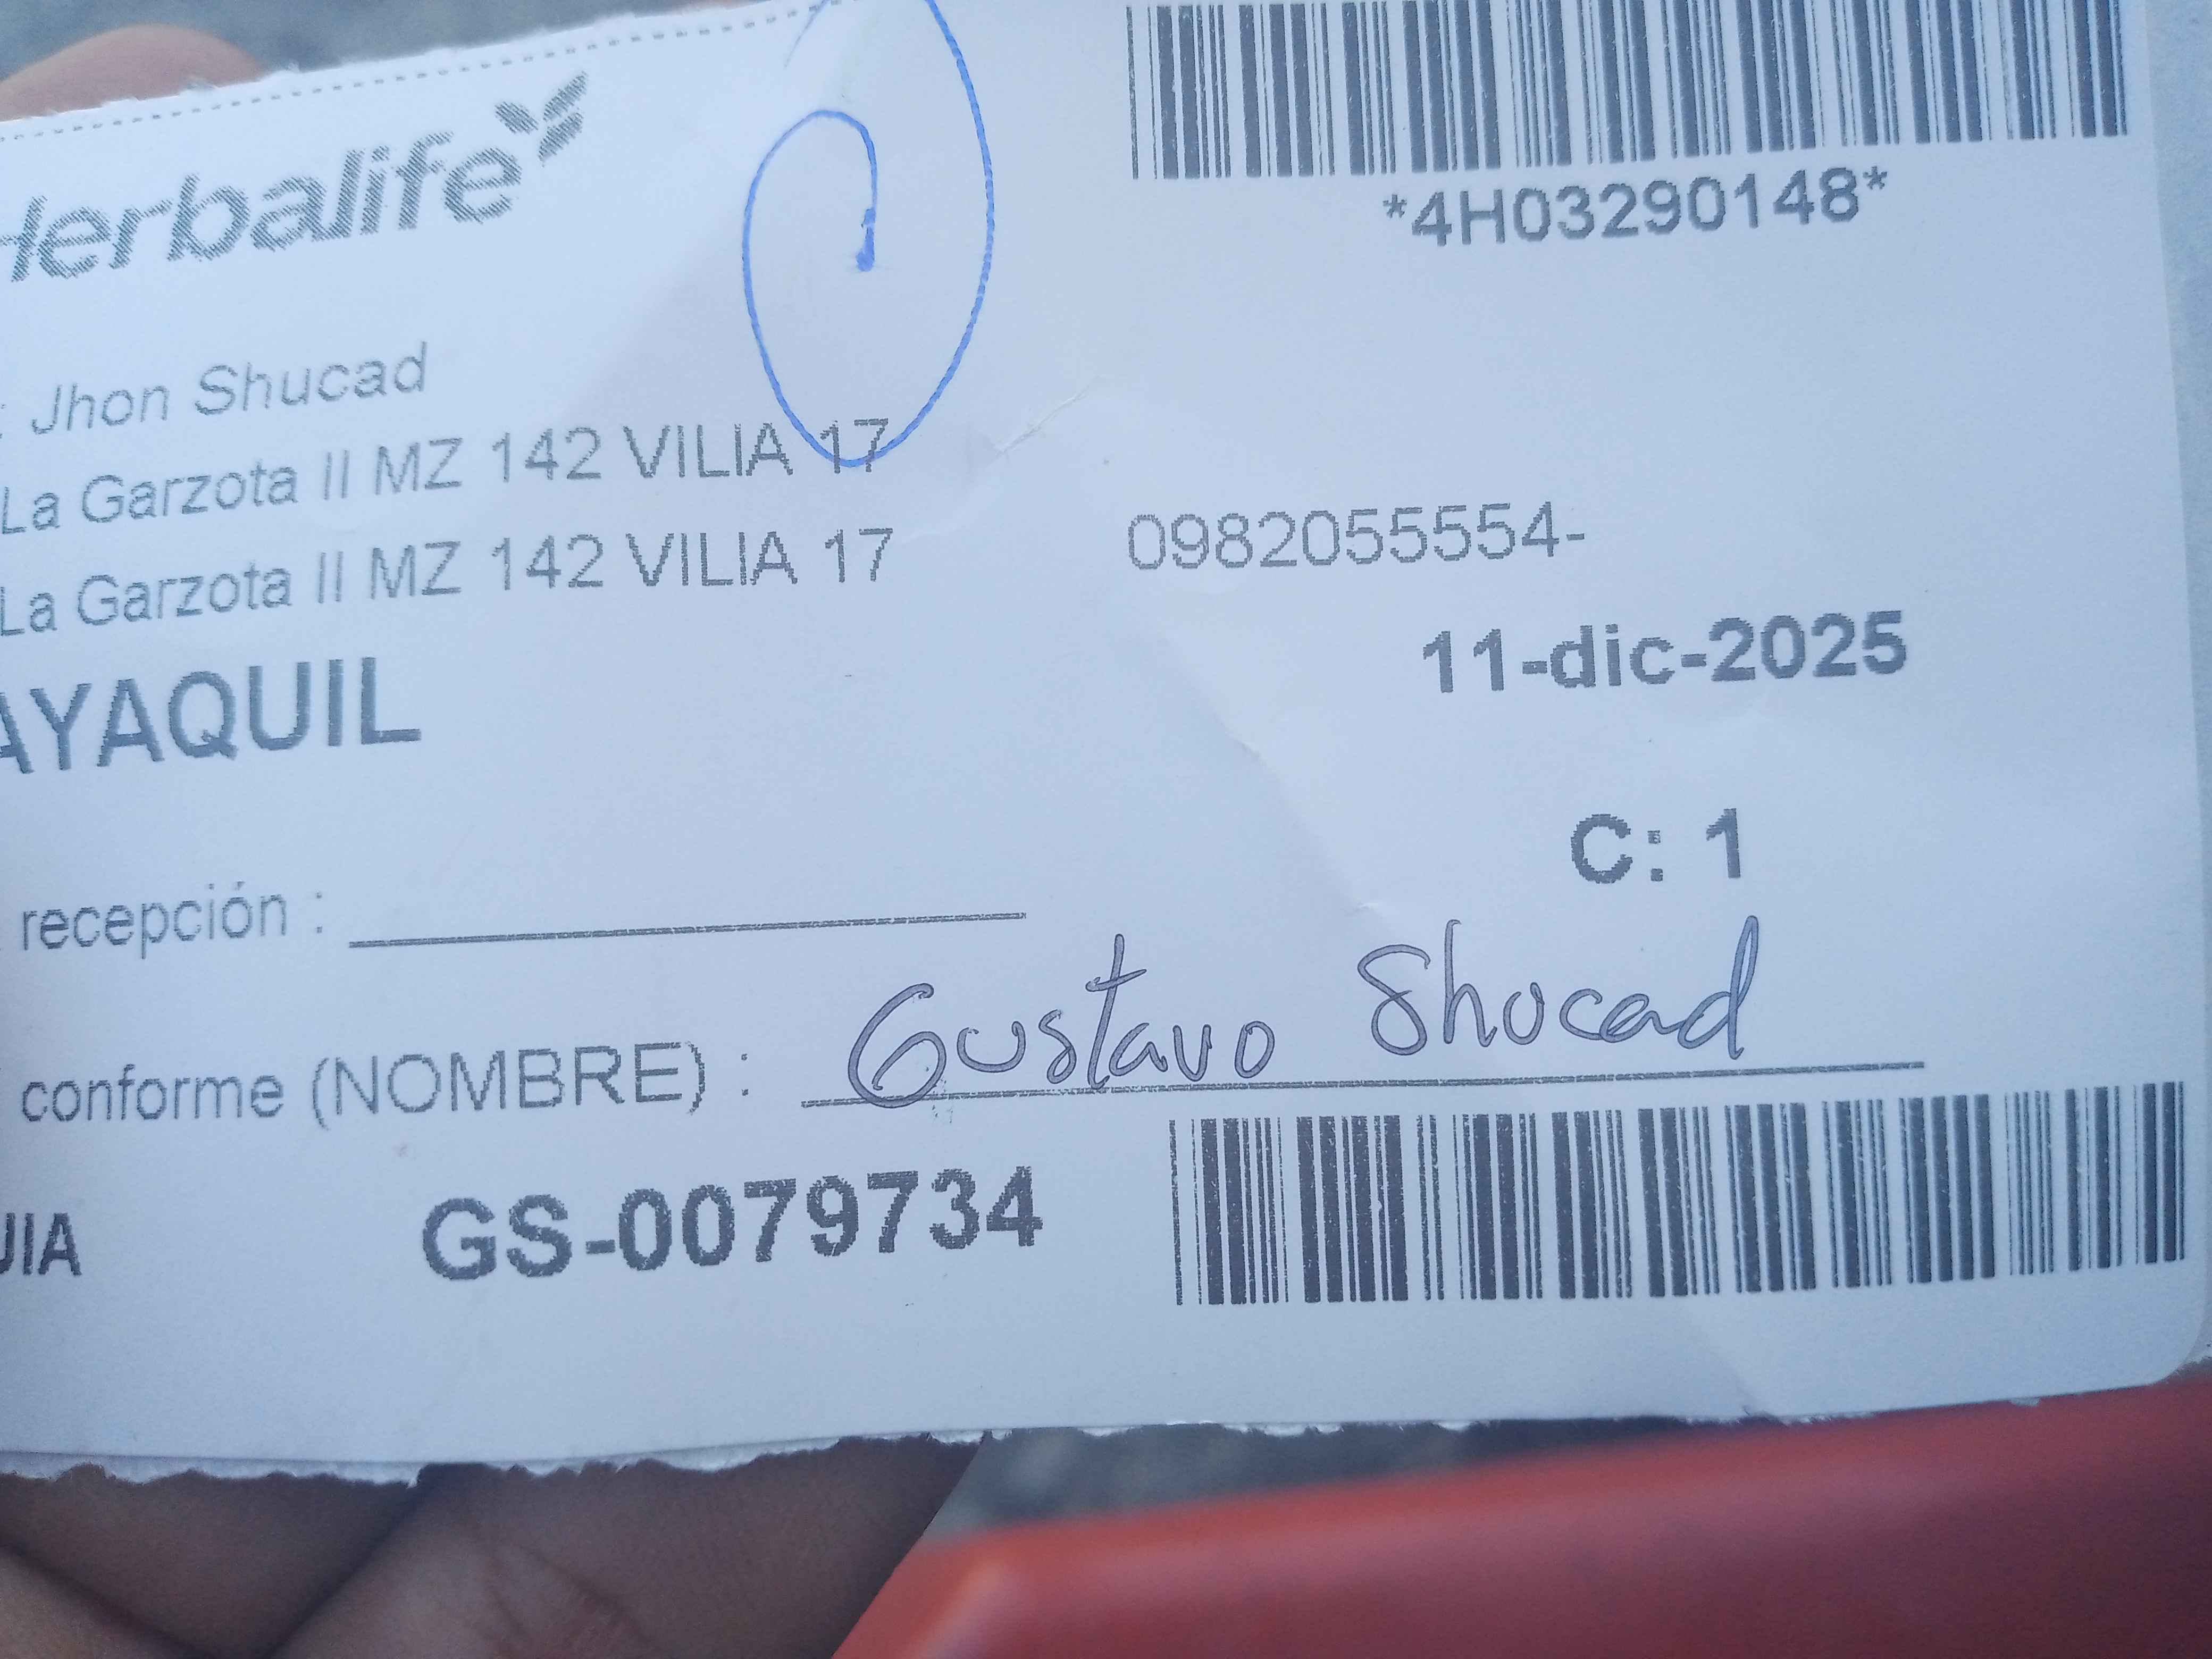 Herbalife
*4H03290148*
: Jhon Shucad
La Garzota II MZ 142 VILIA 17
La Garzota II MZ 142 VILIA 17
0982055554-
11-dic-2025
AYAQUIL
C: 1
recepción :
conforme (NOMBRE) : Gustavo Shucad
UIA GS-0079734